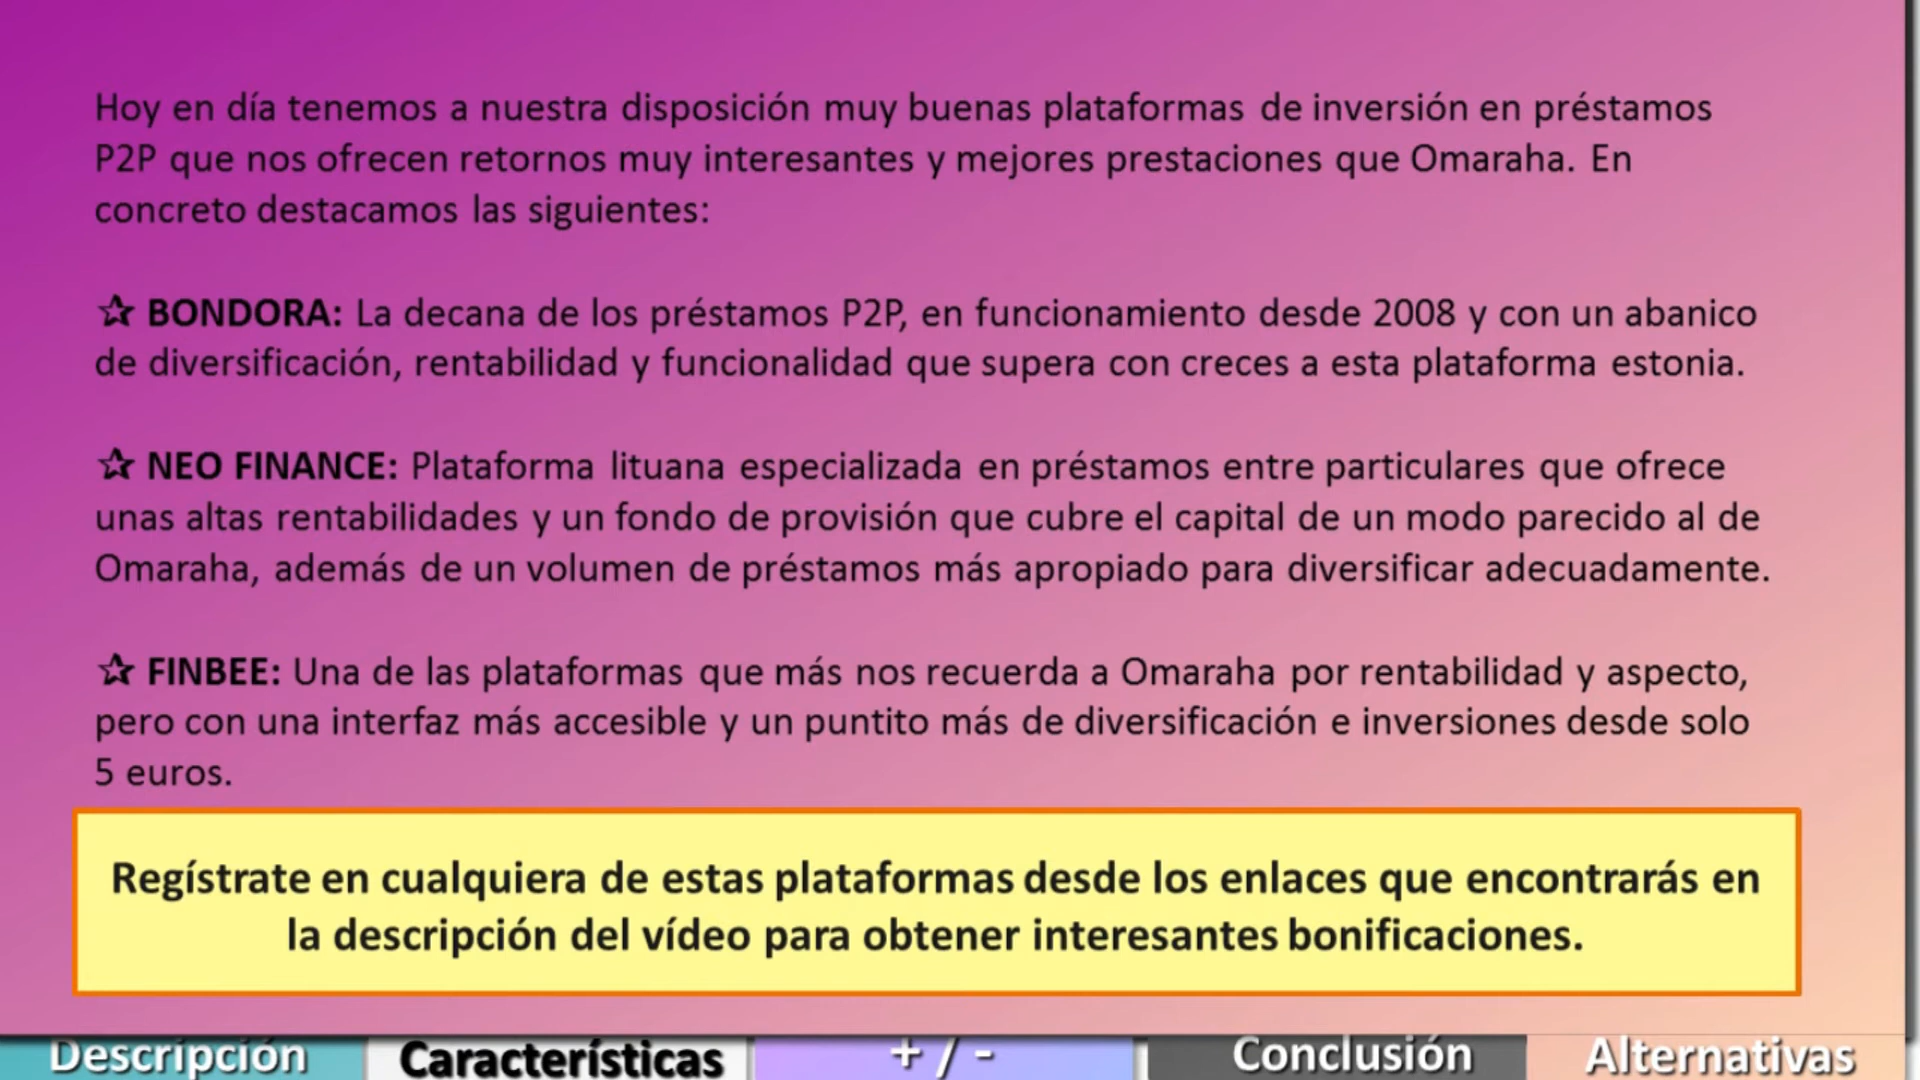 Hoy en día tenemos a nuestra disposición muy buenas plataformas de inversión en préstamos
P2P que nos ofrecen retornos muy interesantes y mejores prestaciones que Omaraha. En
concreto destacamos las siguientes:
☆ BONDORA: La decana de los préstamos P2P, en funcionamiento desde 2008 y con un abanico
de diversificación, rentabilidad y funcionalidad que supera con creces a esta plataforma estonia.
☆ NEO FINANCE: Plataforma lituana especializada en préstamos entre particulares que ofrece
unas altas rentabilidades y un fondo de provisión que cubre el capital de un modo parecido al de
Omaraha, además de un volumen de préstamos más apropiado para diversificar adecuadamente.
☆ FINBEE: Una de las plataformas que más nos recuerda a Omaraha por rentabilidad y aspecto,
pero con una interfaz más accesible y un puntito más de diversificación e inversiones desde solo
5 euros.
Regístrate en cualquiera de estas plataformas desde los enlaces que encontrarás en
la descripción del vídeo para obtener interesantes bonificaciones.
Descripción Características + / - Conclusión Alternativas